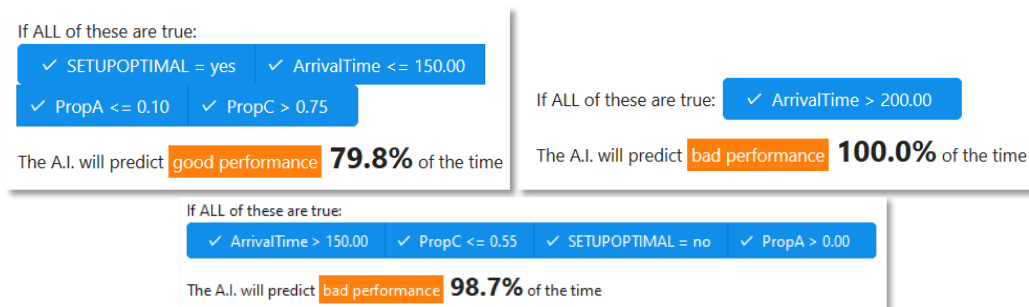 If ALL of these are true:
✓ SETUPOPTIMAL = yes ✓ ArrivalTime <= 150.00
✓ PropA <= 0.10 ✓ PropC > 0.75
The A.I. will predict good performance 79.8% of the time
If ALL of these are true: ✓ ArrivalTime > 200.00
The A.I. will predict bad performance 100.0% of the time
If ALL of these are true:
✓ ArrivalTime > 150.00 ✓ PropC <= 0.55 ✓ SETUPOPTIMAL = no ✓ PropA > 0.00
The A.I. will predict bad performance 98.7% of the time